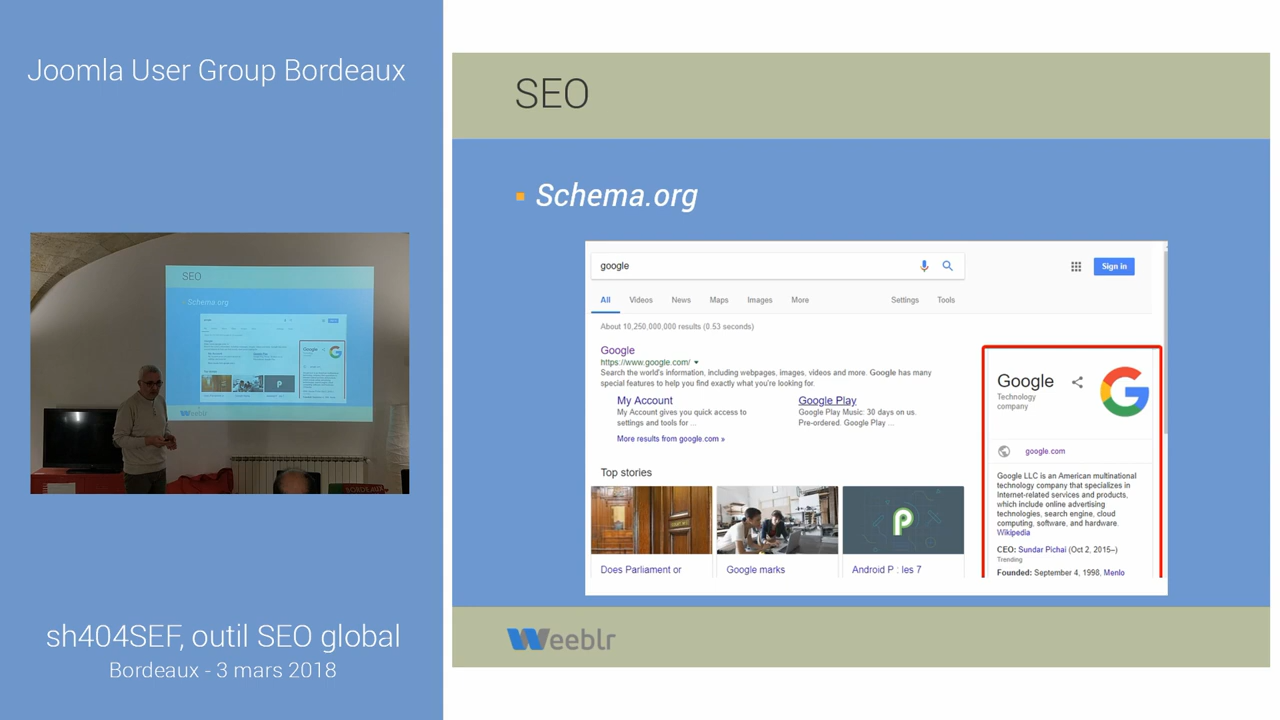 Joomla User Group Bordeaux
SEO
Schema.org
Weeblr
sh404SEF, outil SEO global
Bordeaux - 3 mars 2018
SEO
Schema.org
google
Sign in
All Videos News Maps Images More Settings Tools
About 10,250,000,000 results (0.53 seconds)
Google
https://www.google.com/
Search the world's information, including webpages, images, videos and more. Google has many
special features to help you find exactly what you're looking for.
My Account
My Account gives you quick access to
settings and tools for ...
More results from google.com »
Google Play
Google Play Music: 30 days on us.
Pre-ordered. Google Play ...
Top stories
Does Parliament or
Google marks
Android P : les 7
Google
Technology
company
google.com
Google LLC is an American multinational
technology company that specializes in
Internet-related services and products,
which include online advertising
technologies, search engine, cloud
computing, software, and hardware.
Wikipedia
CEO: Sundar Pichai (Oct 2, 2015–)
Trending
Founded: September 4, 1998, Menlo
Weeblr